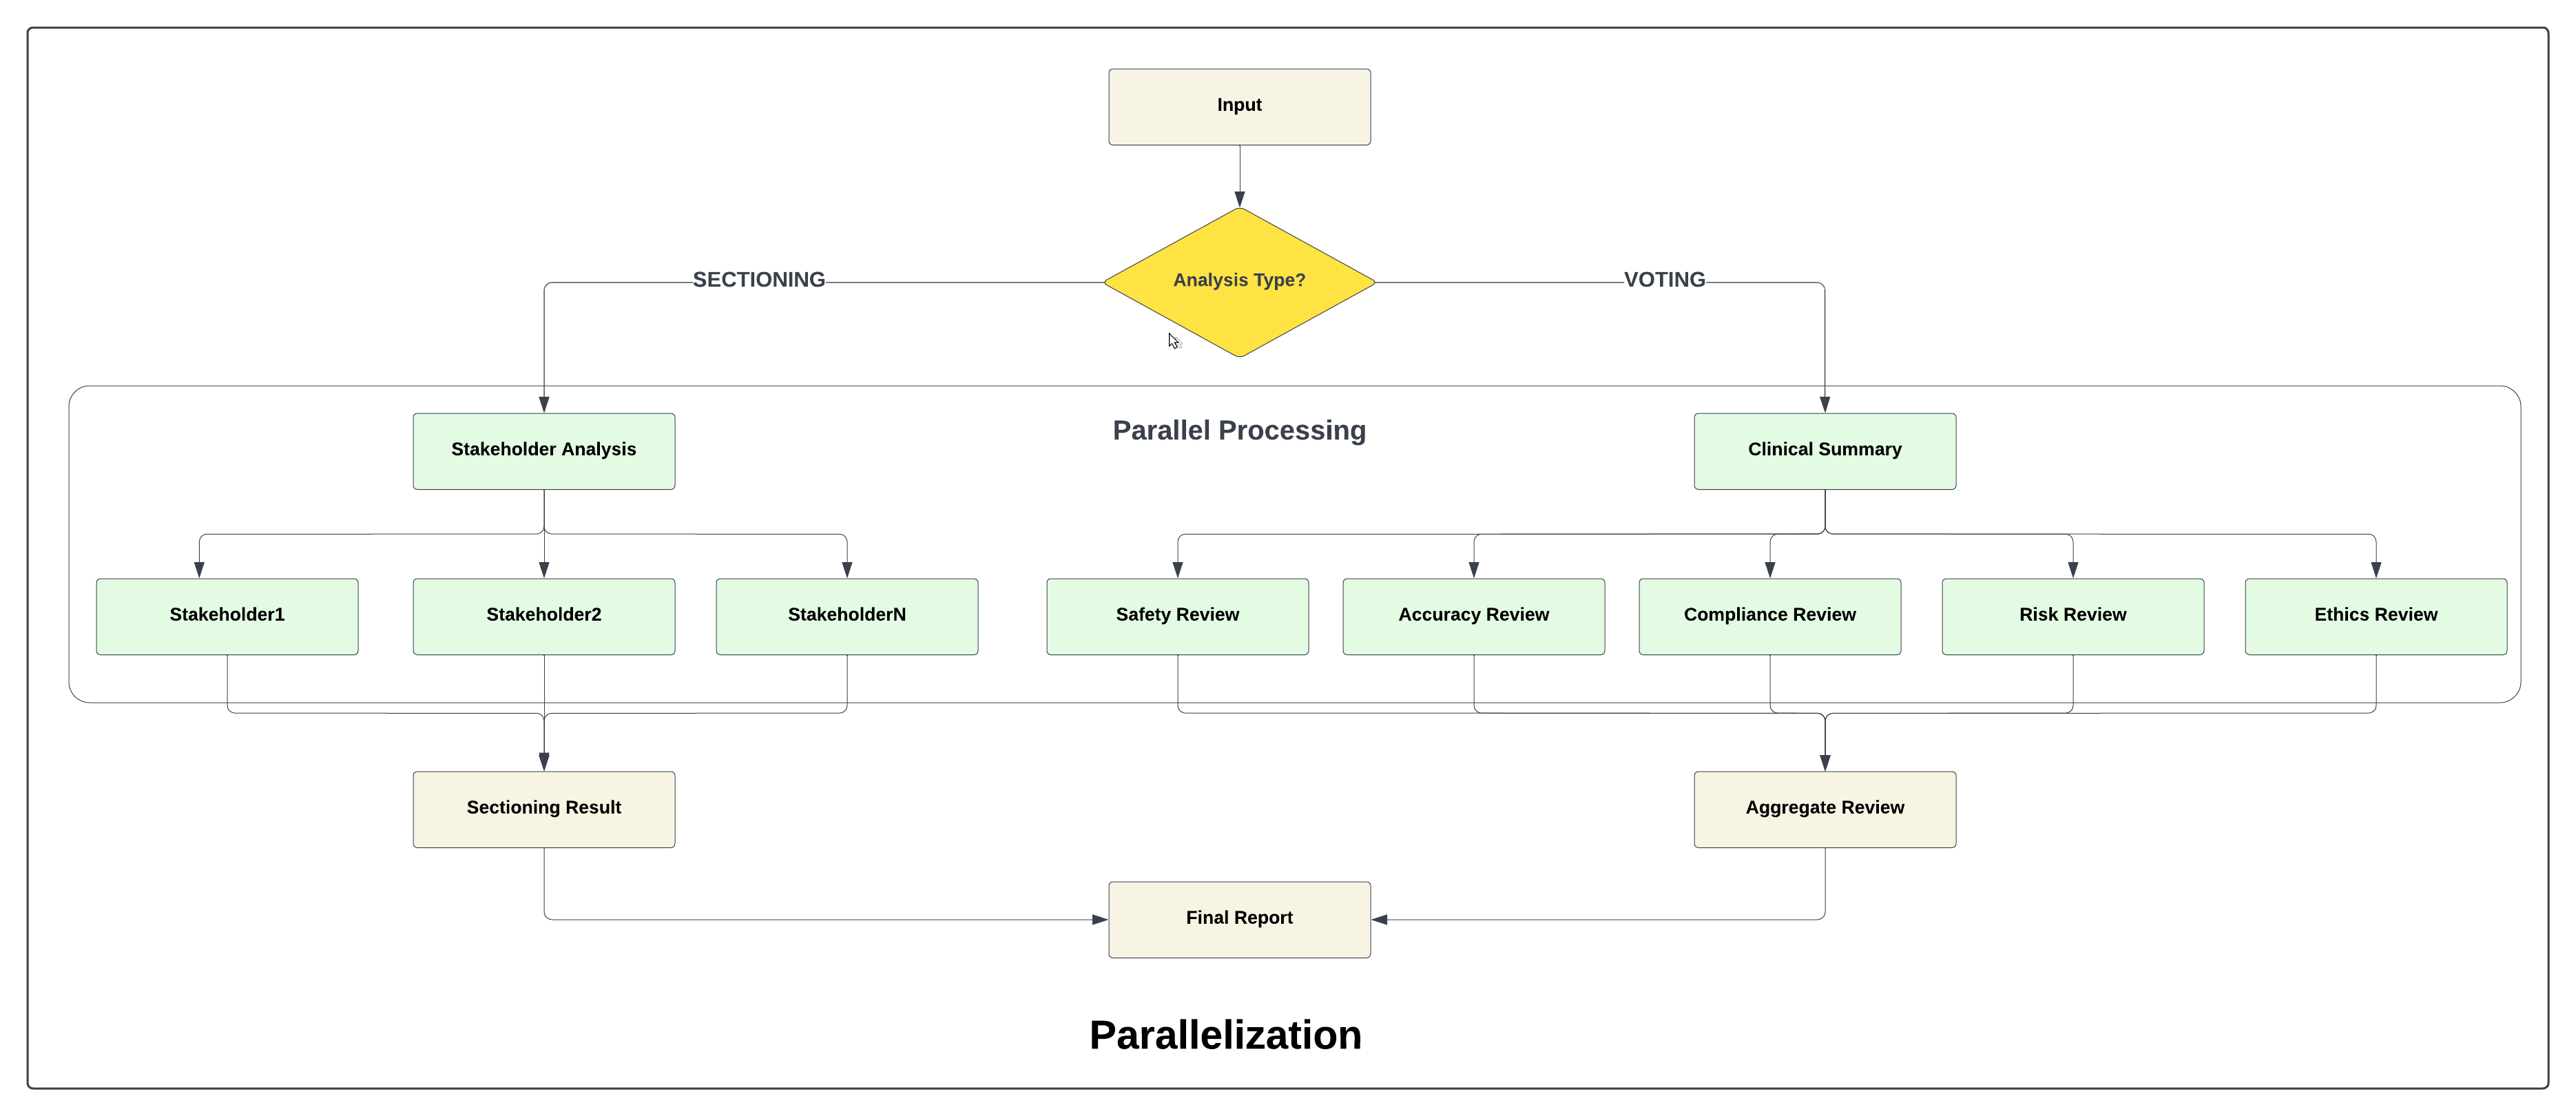 Input
Analysis Type?
SECTIONING
VOTING
Parallel Processing
Stakeholder Analysis
Clinical Summary
Stakeholder1
Stakeholder2
StakeholderN
Safety Review
Accuracy Review
Compliance Review
Risk Review
Ethics Review
Sectioning Result
Aggregate Review
Final Report
Parallelization